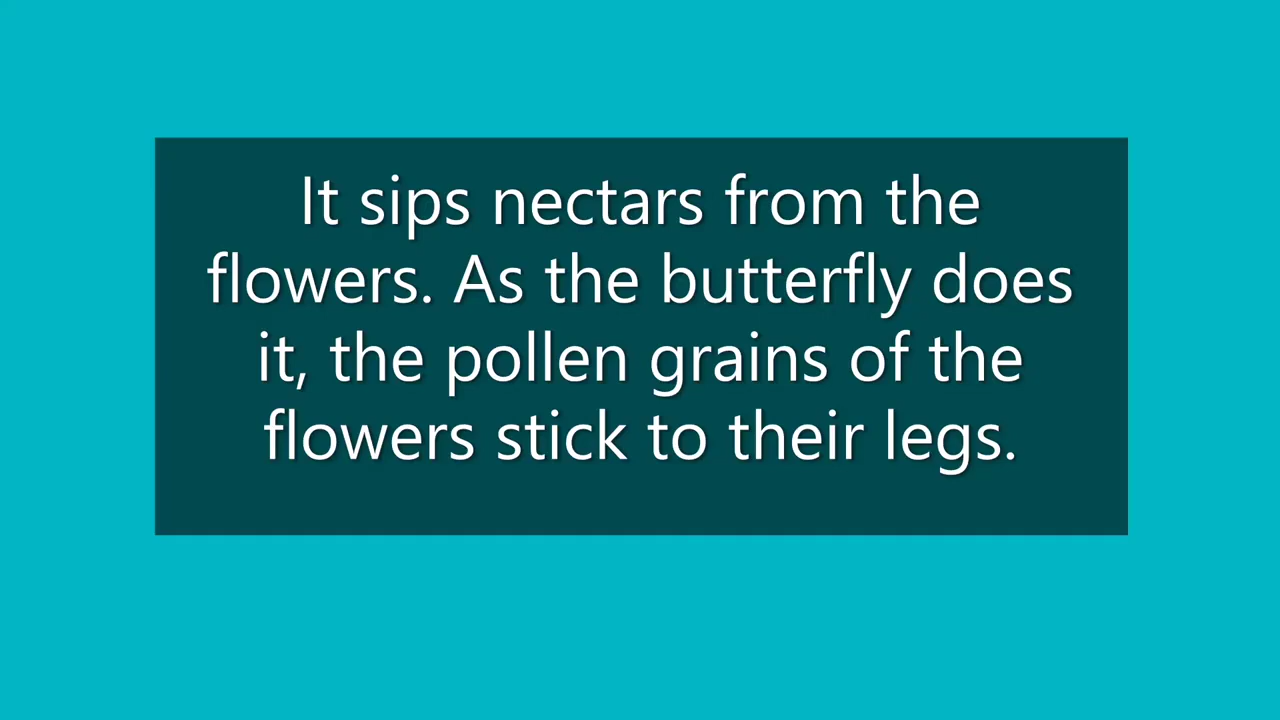 It sips nectars from the
flowers. As the butterfly does
it, the pollen grains of the
flowers stick to their legs.